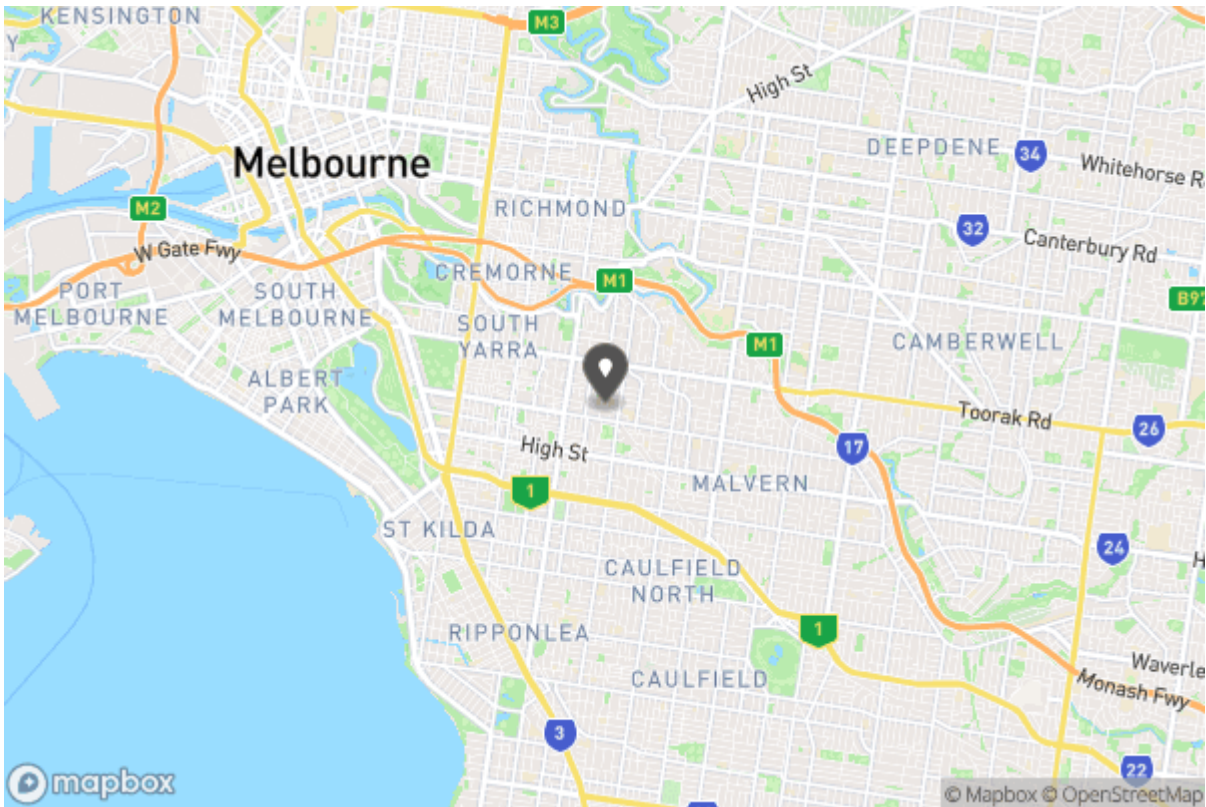 KENSINGTON
Y
M3
High St
DEEPDENE
34
Whitehorse R
Melbourne
M2
RICHMOND
32
Canterbury Rd
W Gate Fwy
CREMORNE
M1
PORT
MELBOURNE
SOUTH
MELBOURNE
B97
SOUTH
YARRA
M1
CAMBERWELL
ALBERT
PARK
Toorak Rd
26
High St
17
MALVERN
1
ST KILDA
24
H
CAULFIELD
NORTH
RIPPONLEA
1
CAULFIELD
Waverle
Monash Fwy
3
22
mapbox
© Mapbox © OpenStreetMap